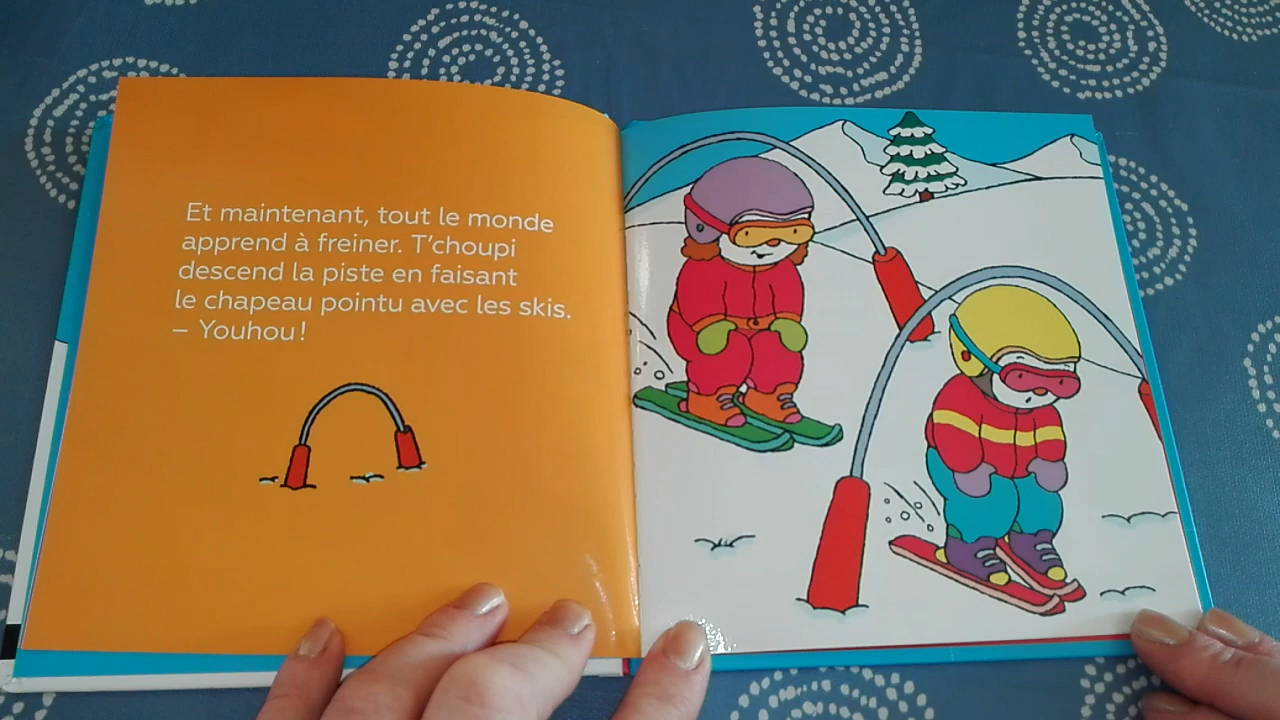 Et maintenant, tout le monde
apprend à freiner. T'choupi
descend la piste en faisant
le chapeau pointu avec les skis.
– Youhou !